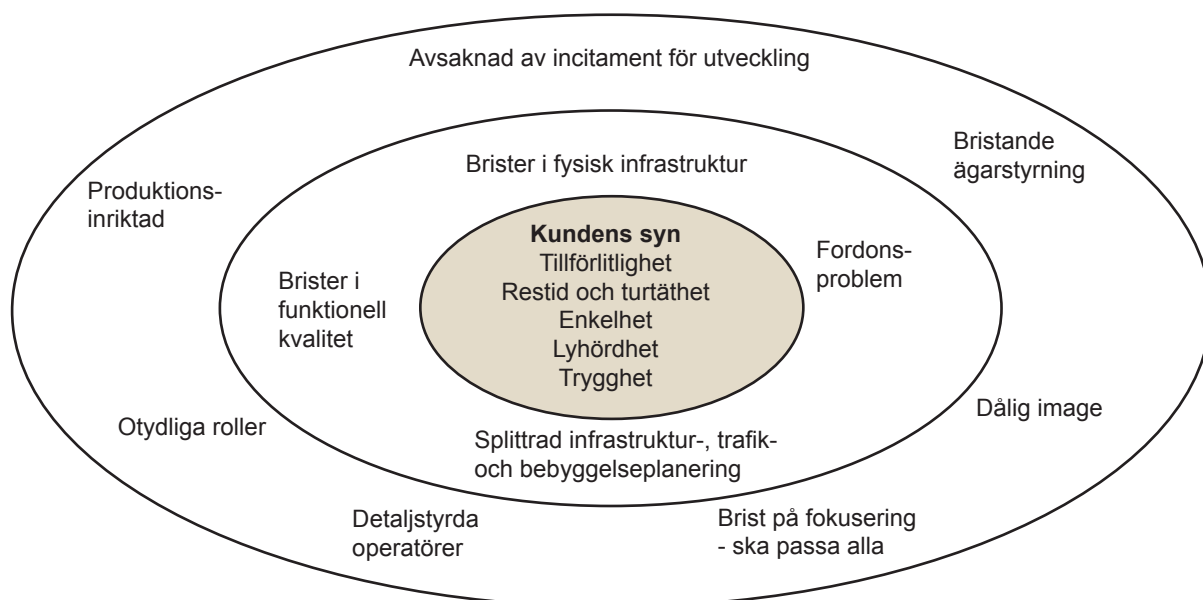 Avsaknad av incitament för utveckling
Bristande
ägarstyrning
Produktions-
inriktad
Brister i fysisk infrastruktur
Kundens syn
Tillförlitlighet
Restid och turtäthet
Enkelhet
Lyhördhet
Trygghet
Fordons-
problem
Brister i
funktionell
kvalitet
Otydliga roller
Dålig image
Splittrad infrastruktur-, trafik-
och bebyggelseplanering
Detaljstyrda
operatörer
Brist på fokusering
- ska passa alla